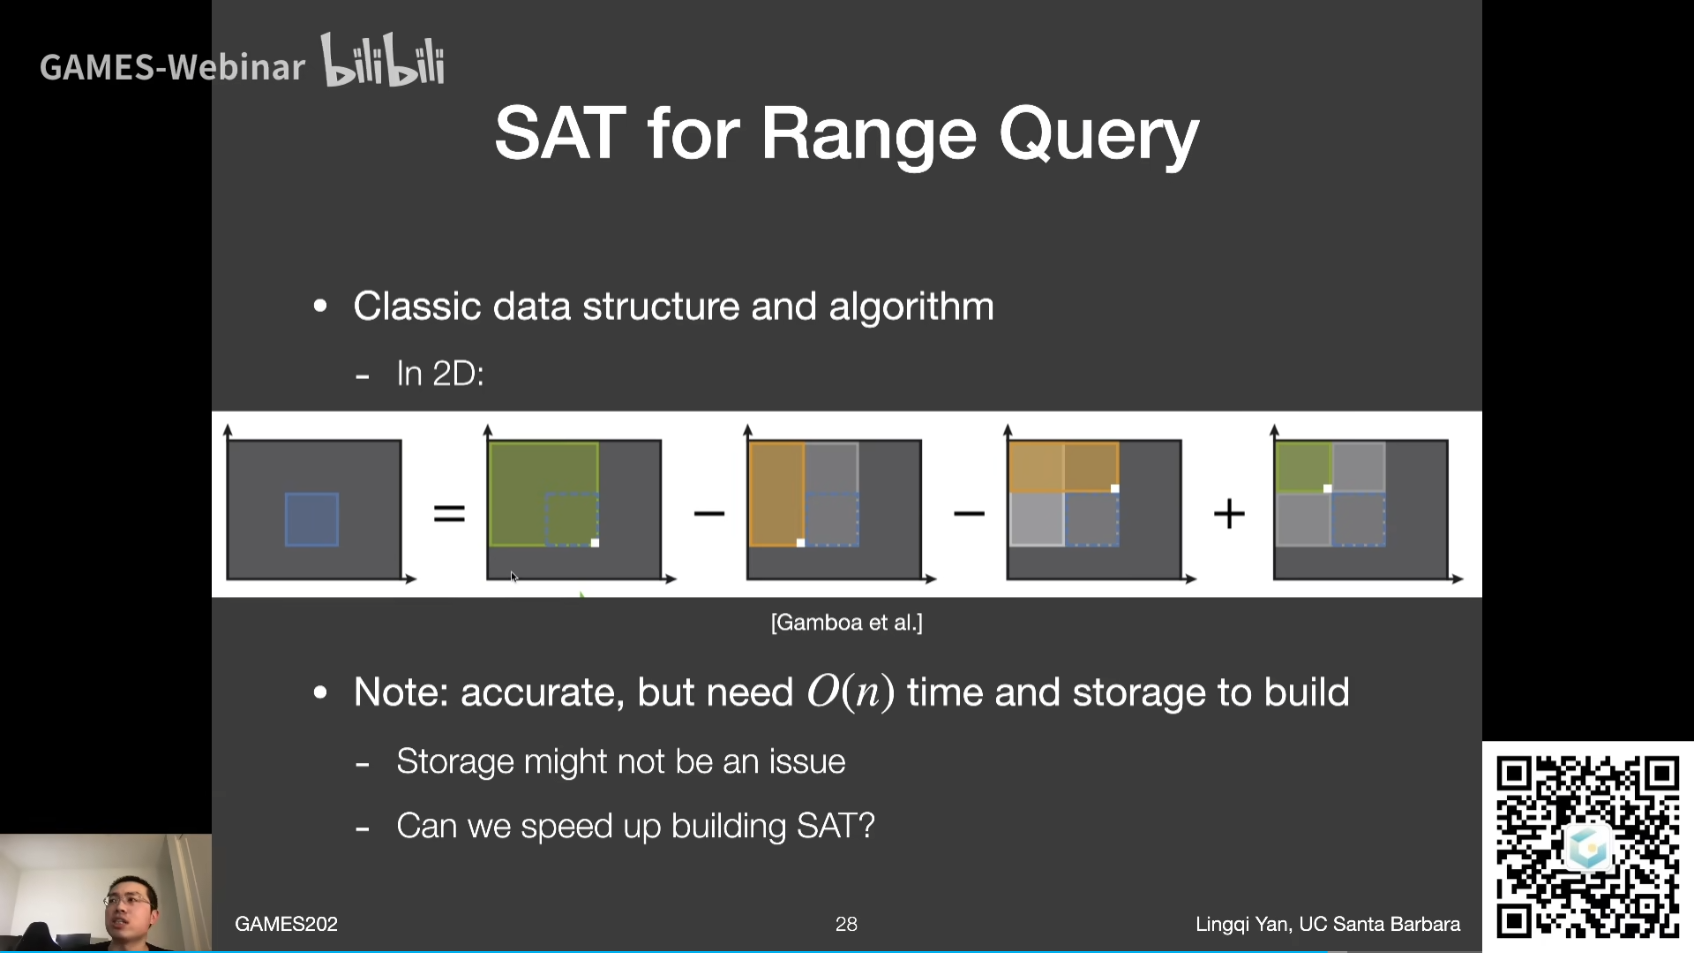 GAMES-Webinar bilibili
SAT for Range Query
• Classic data structure and algorithm
- In 2D:
= − − +
[Gamboa et al.]
• Note: accurate, but need O(n) time and storage to build
- Storage might not be an issue
- Can we speed up building SAT?
GAMES202 28 Lingqi Yan, UC Santa Barbara